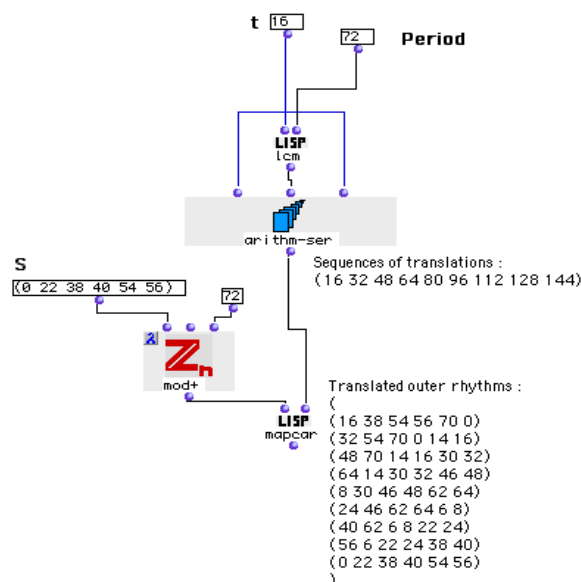 t 16
72 Period
LISP
lcm
arithm-ser
Sequences of translations :
(16 32 48 64 80 96 112 128 144)
S
(0 22 38 40 54 56)
72
λ
Zn
mod+
LISP
mapcar
Translated outer rhythms :
(
(16 38 54 56 70 0)
(32 54 70 0 14 16)
(48 70 14 16 30 32)
(64 14 30 32 46 48)
(8 30 46 48 62 64)
(24 46 62 64 6 8)
(40 62 6 8 22 24)
(56 6 22 24 38 40)
(0 22 38 40 54 56)
)